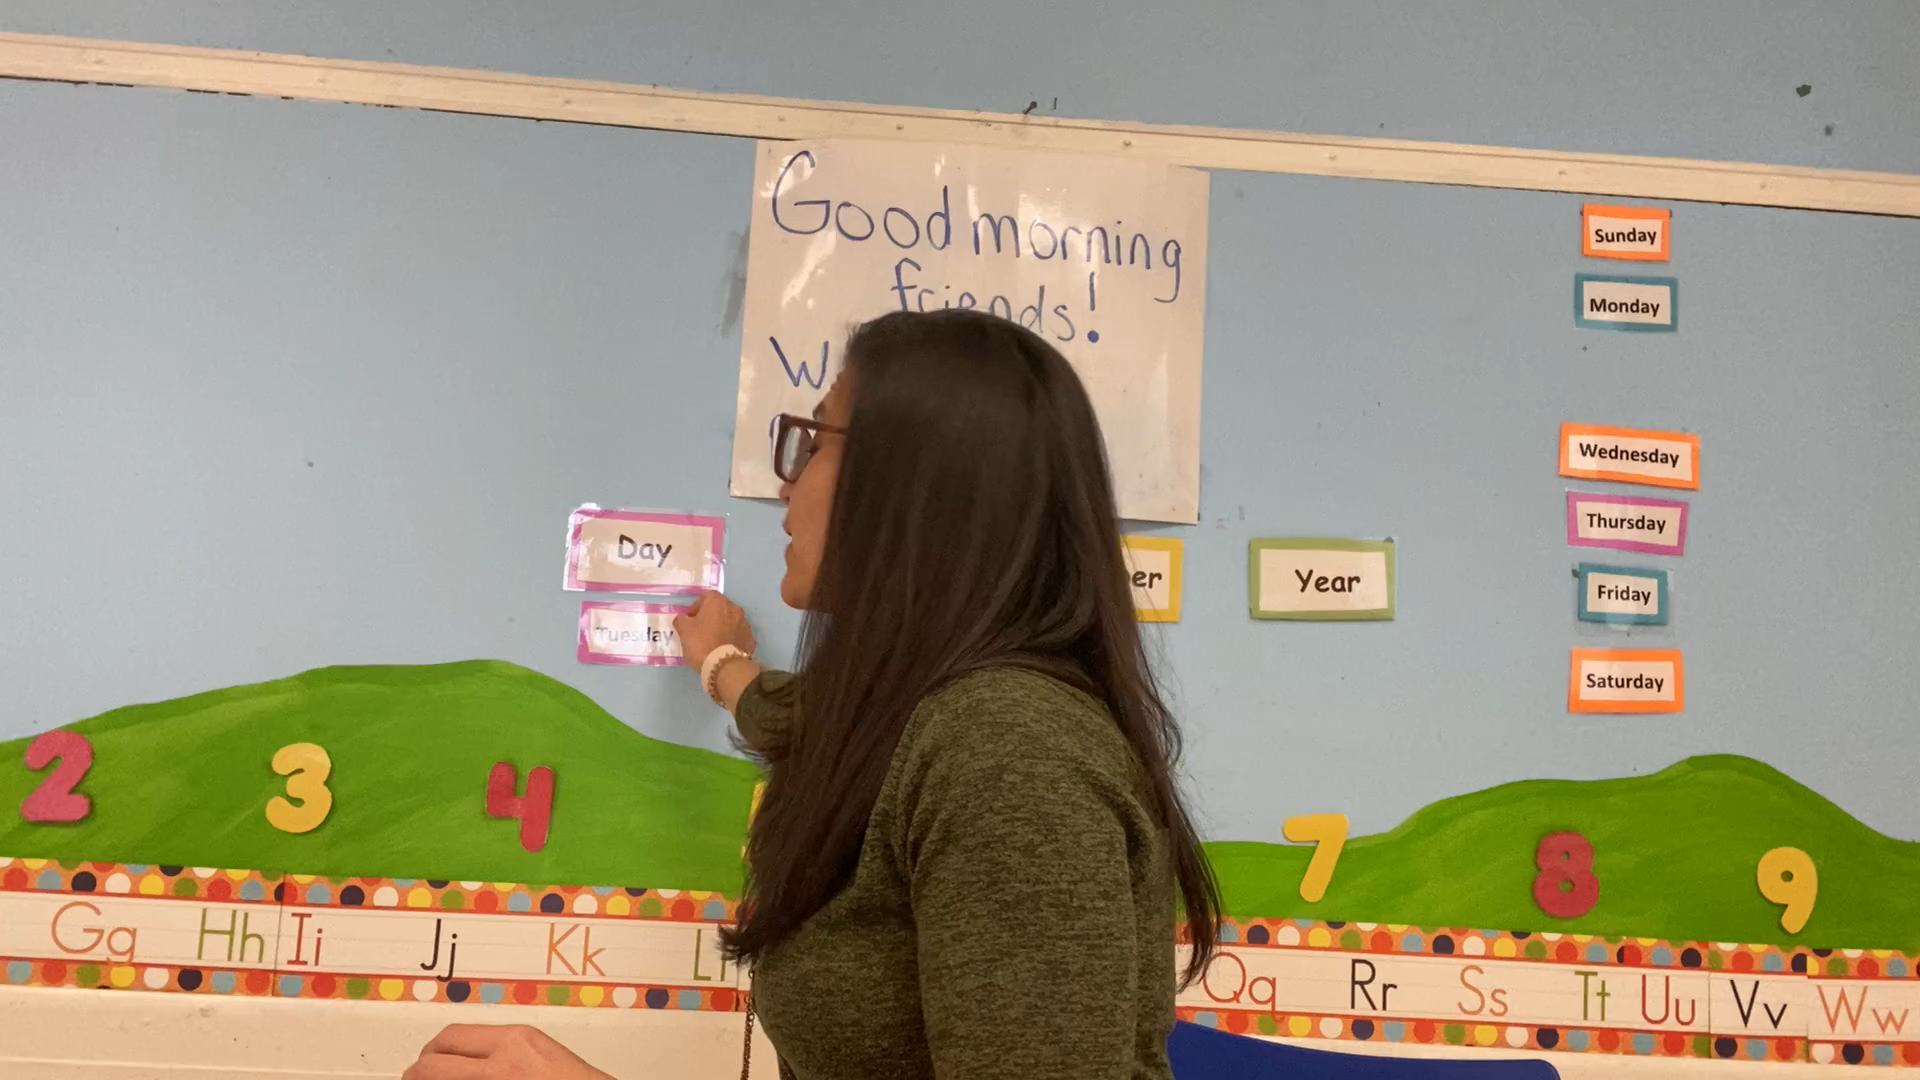 Good morning
Sunday
Monday
Wednesday
Thursday
Friday
Saturday
Day
Tuesday
Year
2 3 4 7 8 9
Gg Hh Ii Jj Kk Qq Rr Ss Tt Uu Vv Ww